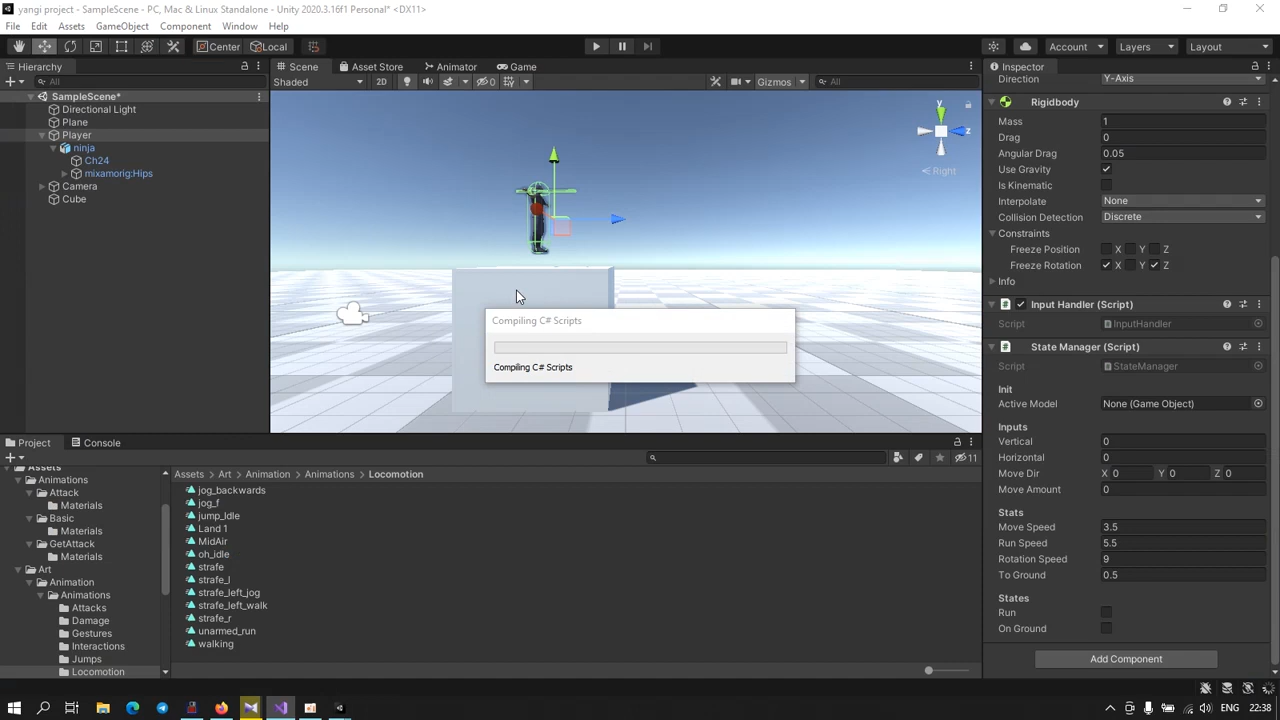 yangi project - SampleScene - PC, Mac & Linux Standalone - Unity 2020.3.16f1 Personal* <DX11>
File Edit Assets GameObject Component Window Help
Center Local Account Layers Layout
Hierarchy
All
SampleScene*
Directional Light
Plane
Player
ninja
Ch24
mixamorig:Hips
Camera
Cube
Scene Asset Store Animator Game
Shaded 2D 0 Gizmos All
y
z
Right
Compiling C# Scripts
Compiling C# Scripts
Inspector
Direction Y-Axis
Rigidbody
Mass 1
Drag 0
Angular Drag 0.05
Use Gravity
Is Kinematic
Interpolate None
Collision Detection Discrete
Constraints
Freeze Position X Y Z
Freeze Rotation X Y Z
Info
Input Handler (Script)
Script InputHandler
State Manager (Script)
Script StateManager
Init
Active Model None (Game Object)
Inputs
Vertical 0
Horizontal 0
Move Dir X 0 Y 0 Z 0
Move Amount 0
Stats
Move Speed 3.5
Run Speed 5.5
Rotation Speed 9
To Ground 0.5
States
Run
On Ground
Add Component
Project Console
11
Assets
Animations
Attack
Materials
Basic
Materials
GetAttack
Materials
Art
Animation
Animations
Attacks
Damage
Gestures
Interactions
Jumps
Locomotion
Assets Art Animation Animations Locomotion
jog_backwards
jog_f
jump_Idle
Land 1
MidAir
oh_idle
strafe
strafe_l
strafe_left_jog
strafe_left_walk
strafe_r
unarmed_run
walking
ENG 22:38